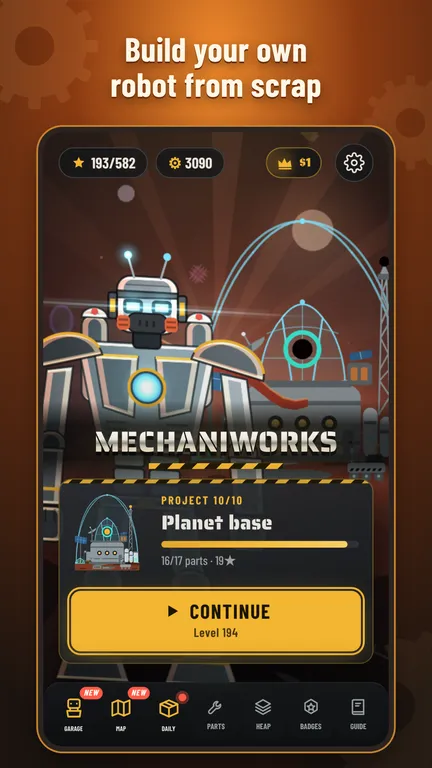 Build your own
robot from scrap
193/582
3090
$1
MECHANIWORKS
PROJECT 10/10
Planet base
16/17 parts · 19★
CONTINUE
Level 194
NEW
NEW
GARAGE
MAP
DAILY
PARTS
HEAP
BADGES
GUIDE